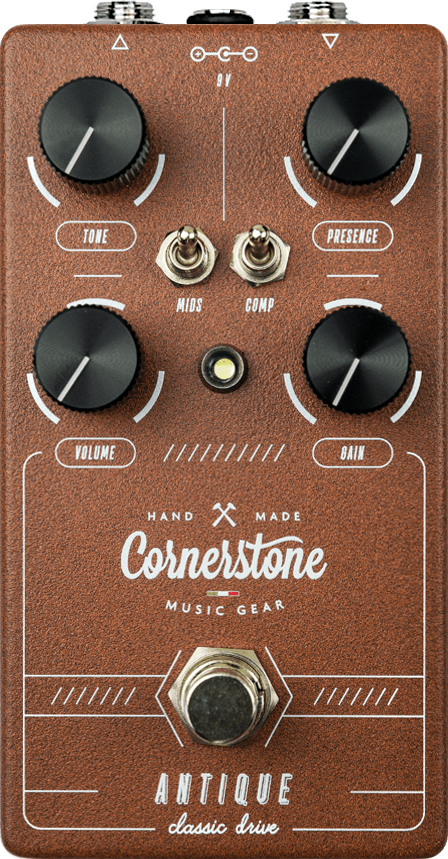 9V
TONE
PRESENCE
MIDS
COMP
VOLUME
GAIN
HAND MADE
Cornerstone
MUSIC GEAR
ANTIQUE
classic drive